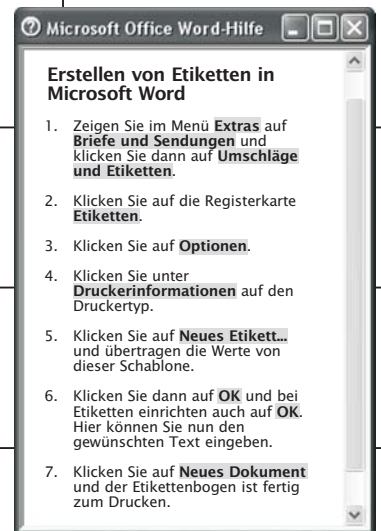 Microsoft Office Word-Hilfe
Erstellen von Etiketten in
Microsoft Word
1. Zeigen Sie im Menü Extras auf
Briefe und Sendungen und
klicken Sie dann auf Umschläge
und Etiketten.
2. Klicken Sie auf die Registerkarte
Etiketten.
3. Klicken Sie auf Optionen.
4. Klicken Sie unter
Druckerinformationen auf den
Druckertyp.
5. Klicken Sie auf Neues Etikett...
und übertragen die Werte von
dieser Schablone.
6. Klicken Sie dann auf OK und bei
Etiketten einrichten auch auf OK.
Hier können Sie nun den
gewünschten Text eingeben.
7. Klicken Sie auf Neues Dokument
und der Etikettenbogen ist fertig
zum Drucken.